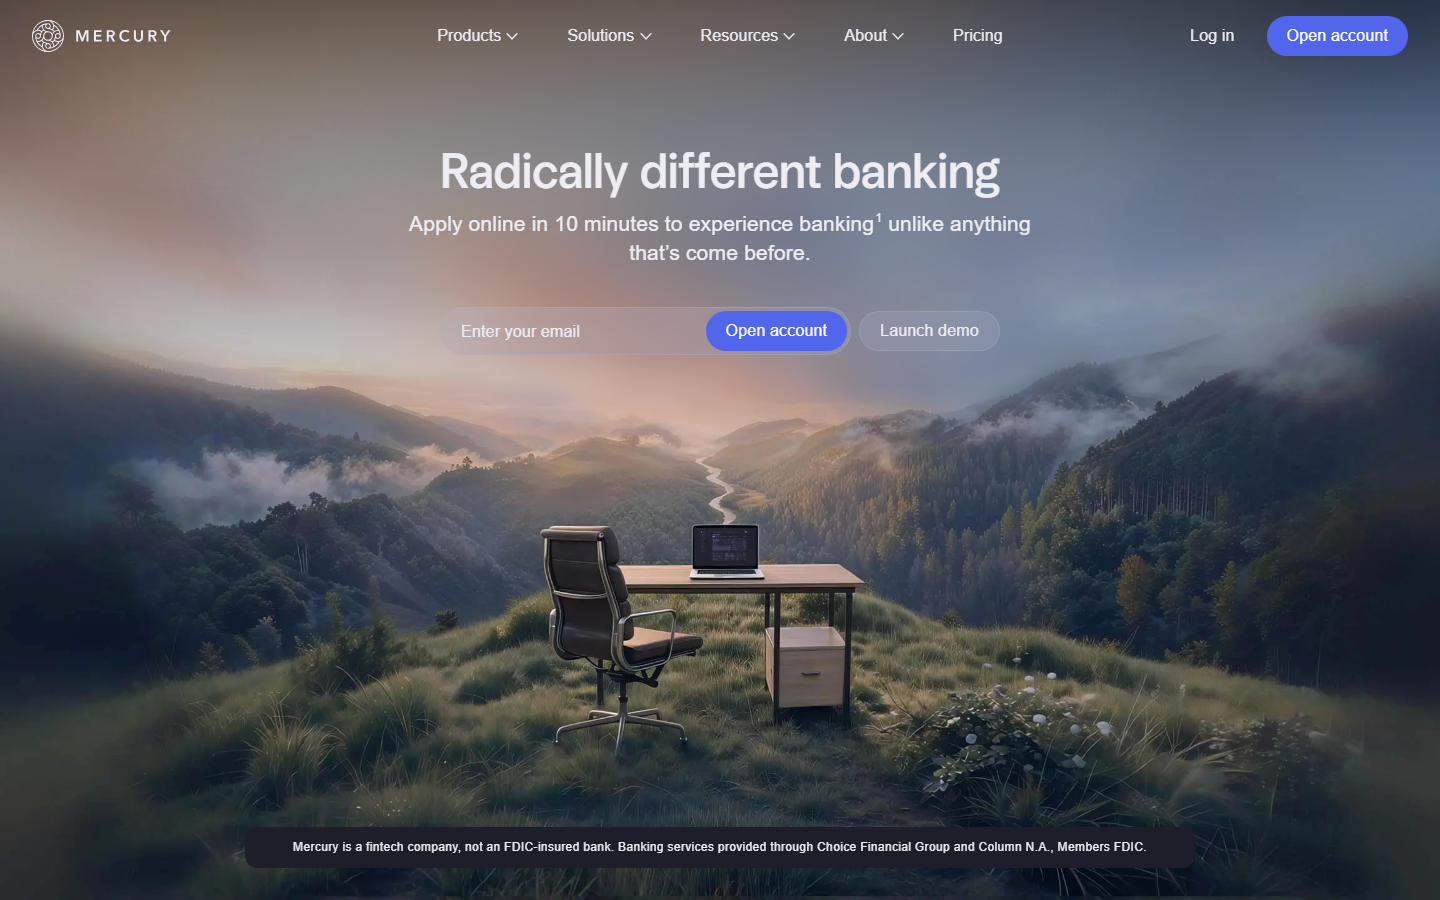 MERCURY
Products
Solutions
Resources
About
Pricing
Log in
Open account
Radically different banking
Apply online in 10 minutes to experience banking¹ unlike anything
that’s come before.
Enter your email
Open account
Launch demo
Mercury is a fintech company, not an FDIC-insured bank. Banking services provided through Choice Financial Group and Column N.A., Members FDIC.